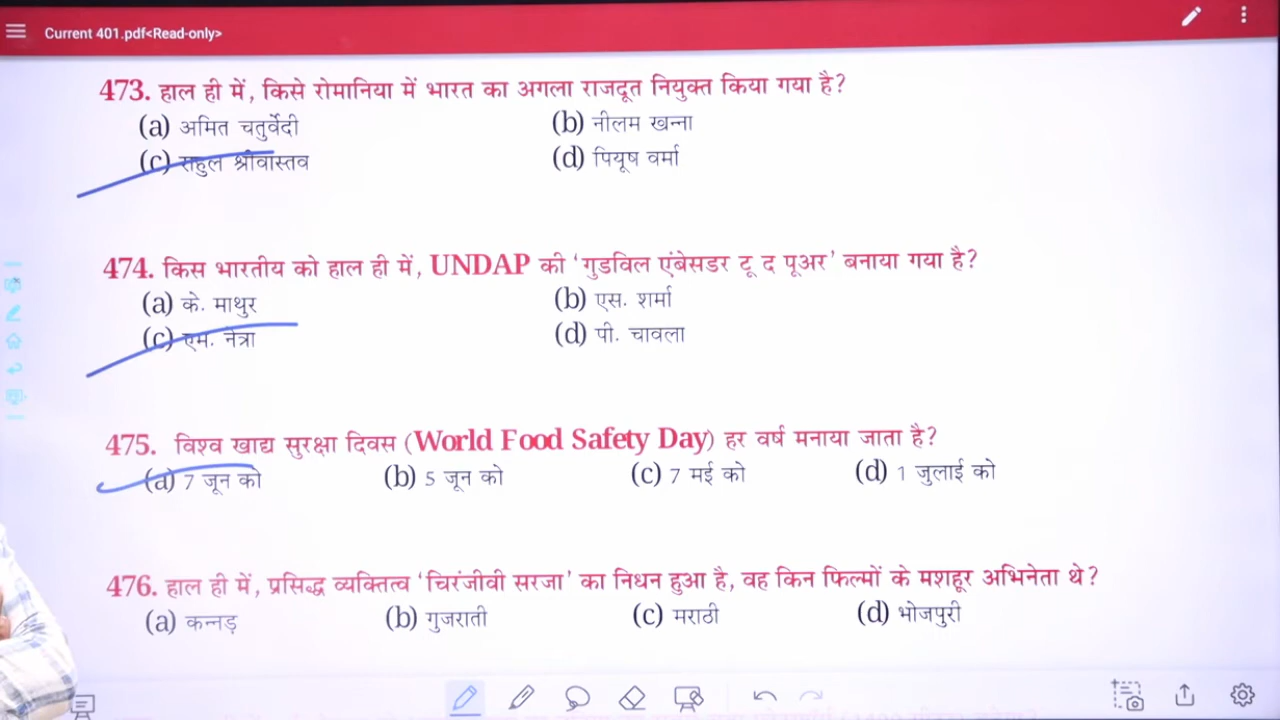 Current 401.pdf<Read-only>
473. हाल ही में, किसे रोमानिया में भारत का अगला राजदूत नियुक्त किया गया है?
(a) अमित चतुर्वेदी (b) नीलम खन्ना
(c) राहुल श्रीवास्तव (d) पियूष वर्मा
474. किस भारतीय को हाल ही में, UNDAP की 'गुडविल एंबेसडर टू द पूअर' बनाया गया है?
(a) के. माथुर (b) एस. शर्मा
(c) एम. नेत्रा (d) पी. चावला
475. विश्व खाद्य सुरक्षा दिवस (World Food Safety Day) हर वर्ष मनाया जाता है?
(a) 7 जून को (b) 5 जून को (c) 7 मई को (d) 1 जुलाई को
476. हाल ही में, प्रसिद्ध व्यक्तित्व 'चिरंजीवी सरजा' का निधन हुआ है, वह किन फिल्मों के मशहूर अभिनेता थे?
(a) कन्नड़ (b) गुजराती (c) मराठी (d) भोजपुरी